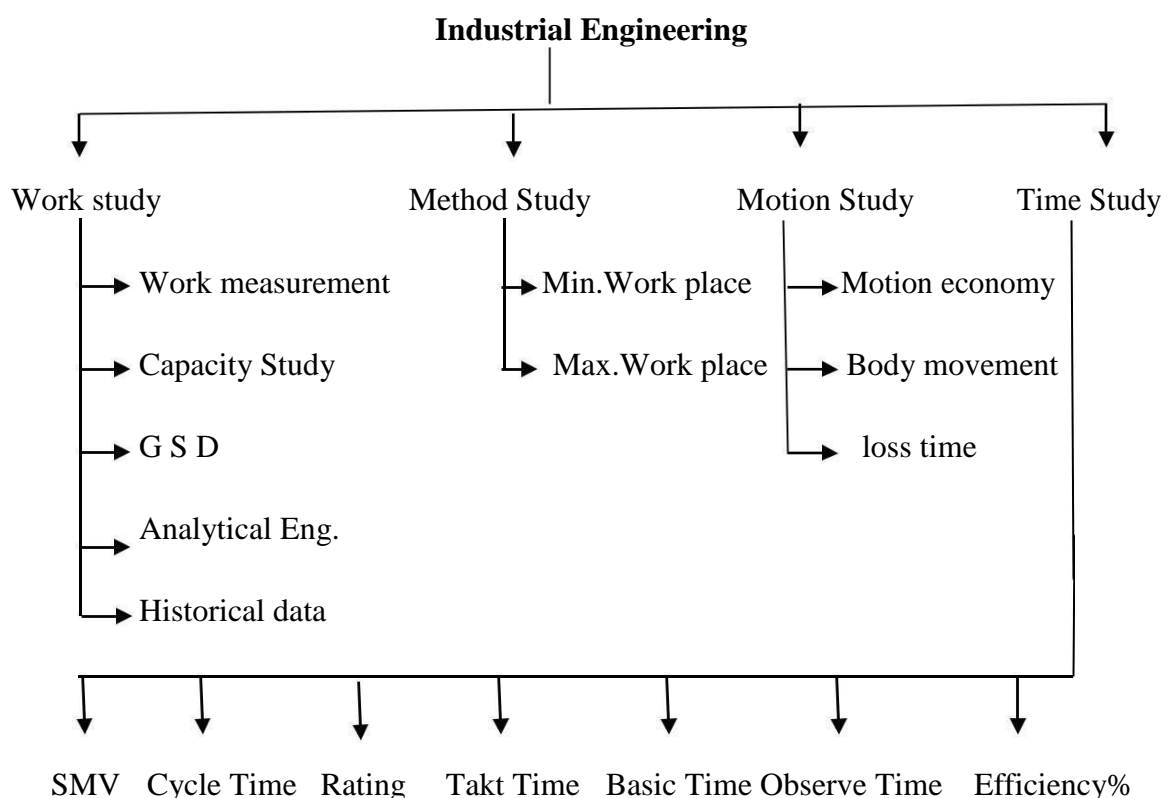 Industrial Engineering
Work study Method Study Motion Study Time Study
Work measurement Min.Work place Motion economy
Capacity Study Max.Work place Body movement
G S D loss time
Analytical Eng.
Historical data
SMV Cycle Time Rating Takt Time Basic Time Observe Time Efficiency%